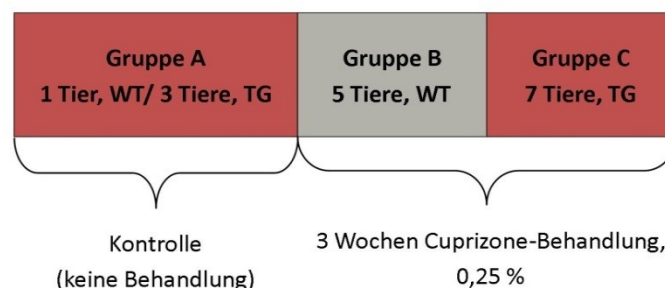 Gruppe A
1 Tier, WT/ 3 Tiere, TG
Gruppe B
5 Tiere, WT
Gruppe C
7 Tiere, TG
Kontrolle
(keine Behandlung)
3 Wochen Cuprizone-Behandlung,
0,25 %